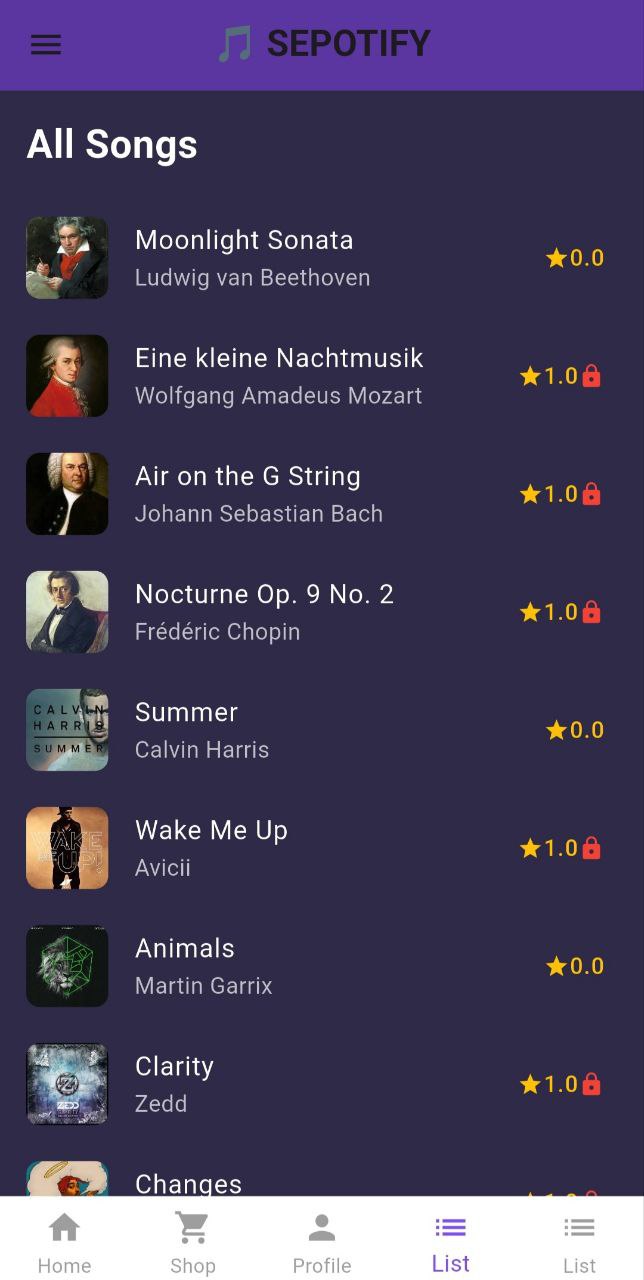 SEPOTIFY
All Songs
Moonlight Sonata
Ludwig van Beethoven
0.0
Eine kleine Nachtmusik
Wolfgang Amadeus Mozart
1.0
Air on the G String
Johann Sebastian Bach
1.0
Nocturne Op. 9 No. 2
Frédéric Chopin
1.0
CALVIN
HARRIS
SUMMER
Summer
Calvin Harris
0.0
WAKE
ME
UP!
Wake Me Up
Avicii
1.0
Animals
Martin Garrix
0.0
ZEDD
Clarity
Zedd
1.0
Changes
1.0
Home
Shop
Profile
List
List